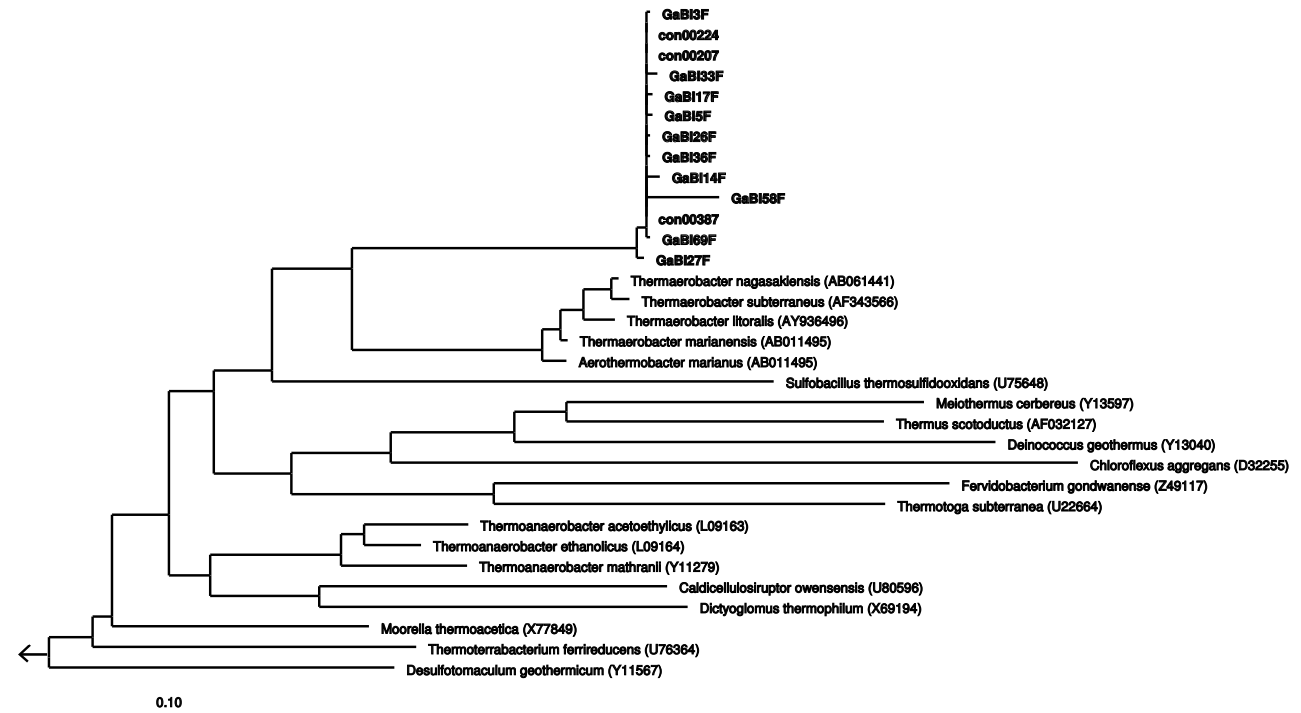 GaBI3F
con00224
con00207
GaBI33F
GaBI17F
GaBI5F
GaBI26F
GaBI36F
GaBI14F
GaBI58F
con00387
GaBI69F
GaBI27F
Thermaerobacter nagasakiensis (AB061441)
Thermaerobacter subterraneus (AF343566)
Thermaerobacter litoralis (AY936496)
Thermaerobacter marianensis (AB011495)
Aerothermobacter marianus (AB011495)
Sulfobacillus thermosulfidooxidans (U75648)
Meiothermus cerbereus (Y13597)
Thermus scotoductus (AF032127)
Deinococcus geothermus (Y13040)
Chloroflexus aggregans (D32255)
Fervidobacterium gondwanense (Z49117)
Thermotoga subterranea (U22664)
Thermoanaerobacter acetoethylicus (L09163)
Thermoanaerobacter ethanolicus (L09164)
Thermoanaerobacter mathranii (Y11279)
Caldicellulosiruptor owensensis (U80596)
Dictyoglomus thermophilum (X69194)
Moorella thermoacetica (X77849)
Thermoterrabacterium ferrireducens (U76364)
Desulfotomaculum geothermicum (Y11567)
0.10